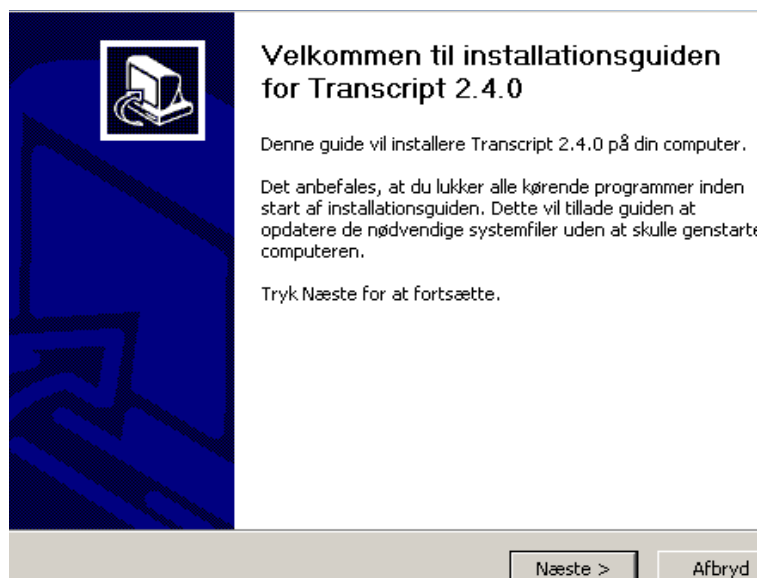 Velkommen til installationsguiden
for Transcript 2.4.0
Denne guide vil installere Transcript 2.4.0 på din computer.
Det anbefales, at du lukker alle kørende programmer inden
start af installationsguiden. Dette vil tillade guiden at
opdatere de nødvendige systemfiler uden at skulle genstarte
computeren.
Tryk Næste for at fortsætte.
Næste >
Afbryd